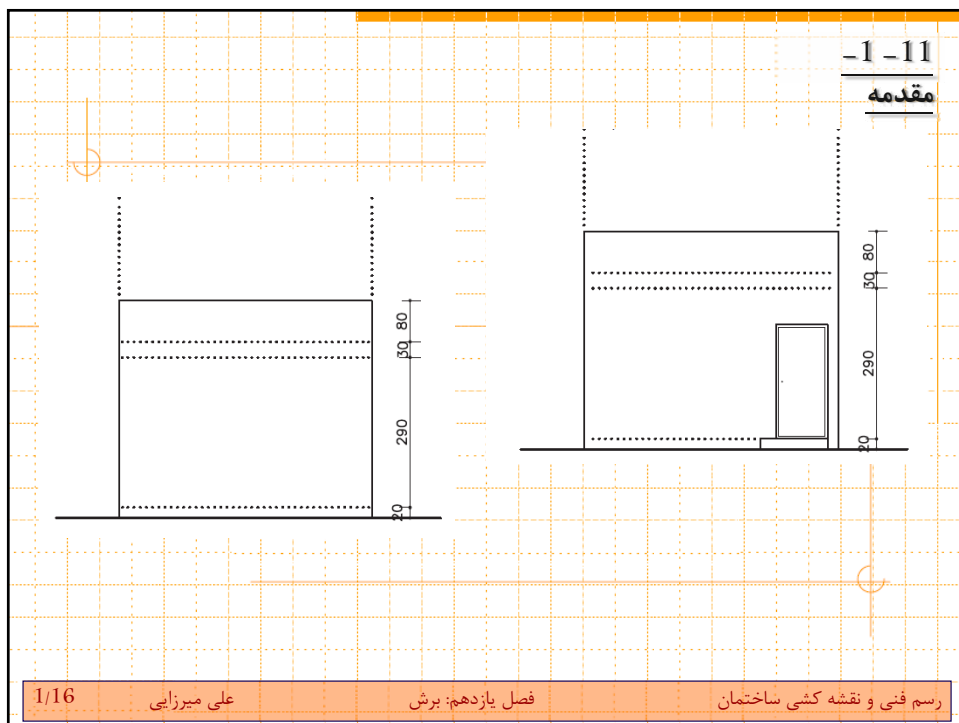 11- 1-
مقدمه
80
30
290
20
80
30
290
20
رسم فنی و نقشه کشی ساختمان
فصل یازدهم: برش
علی میرزایی
1/16